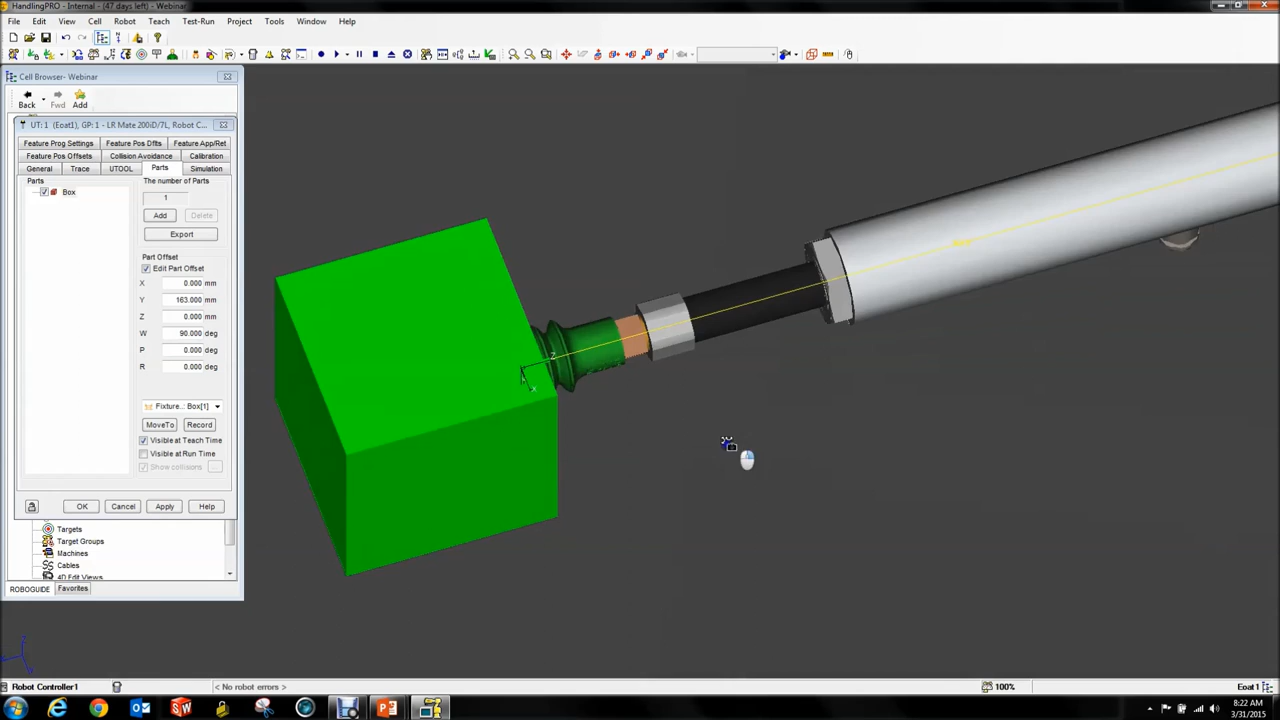 HandlingPRO - Internal - (47 days left) - Webinar
File Edit View Cell Robot Teach Test-Run Project Tools Window Help
Cell Browser- Webinar
Back Fwd Add
UT: 1 (Eoat1), GP: 1 - LR Mate 200iD/7L, Robot C...
Feature Prog Settings Feature Pos Dflts Feature App/Ret
Feature Pos Offsets Collision Avoidance Calibration
General Trace UTOOL Parts Simulation
Parts The number of Parts
Box
1
Add Delete
Export
Part Offset
Edit Part Offset
X 0.000 mm
Y 163.000 mm
Z 0.000 mm
W 90.000 deg
P 0.000 deg
R 0.000 deg
Fixture..: Box[1]
MoveTo Record
Visible at Teach Time
Visible at Run Time
Show collisions ...
OK Cancel Apply Help
Targets
Target Groups
Machines
Cables
4D Edit Views
ROBOGUIDE Favorites
Z
X
Z
Robot Controller1 < No robot errors > 100% Eoat1
8:22 AM
3/31/2015